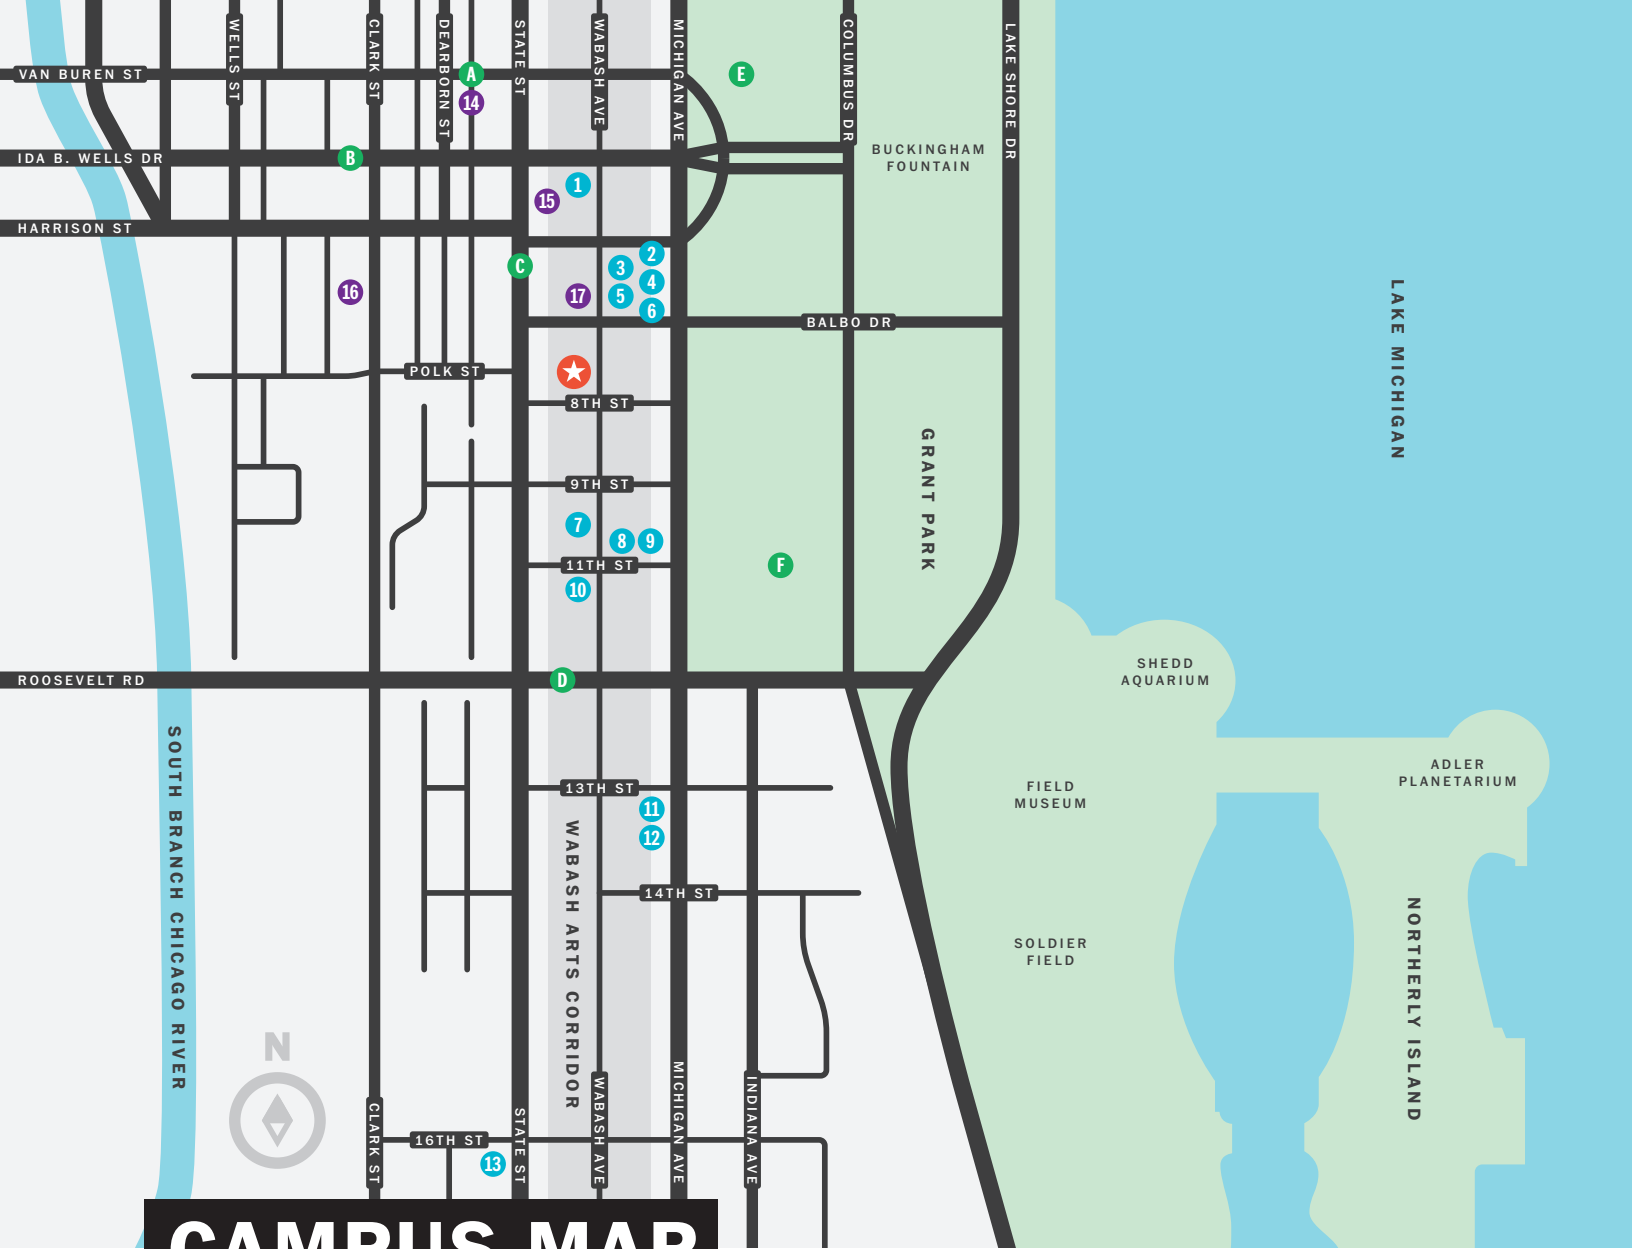 WELLS ST
CLARK ST
DEARBORN ST
STATE ST
WABASH AVE
MICHIGAN AVE
COLUMBUS DR
LAKE SHORE DR
VAN BUREN ST
A
E
14
BUCKINGHAM
FOUNTAIN
IDA B. WELLS DR
B
1
15
HARRISON ST
2
C
3
4
16
17
5
6
BALBO DR
LAKE MICHIGAN
POLK ST
8TH ST
GRANT PARK
9TH ST
7
8
9
11TH ST
F
10
SHEDD
AQUARIUM
ROOSEVELT RD
D
SOUTH BRANCH CHICAGO RIVER
ADLER
PLANETARIUM
13TH ST
FIELD
MUSEUM
11
12
WABASH ARTS CORRIDOR
14TH ST
SOLDIER
FIELD
NORTHERLY ISLAND
N
CLARK ST
16TH ST
STATE ST
WABASH AVE
MICHIGAN AVE
INDIANA AVE
13
CAMPUS MAP